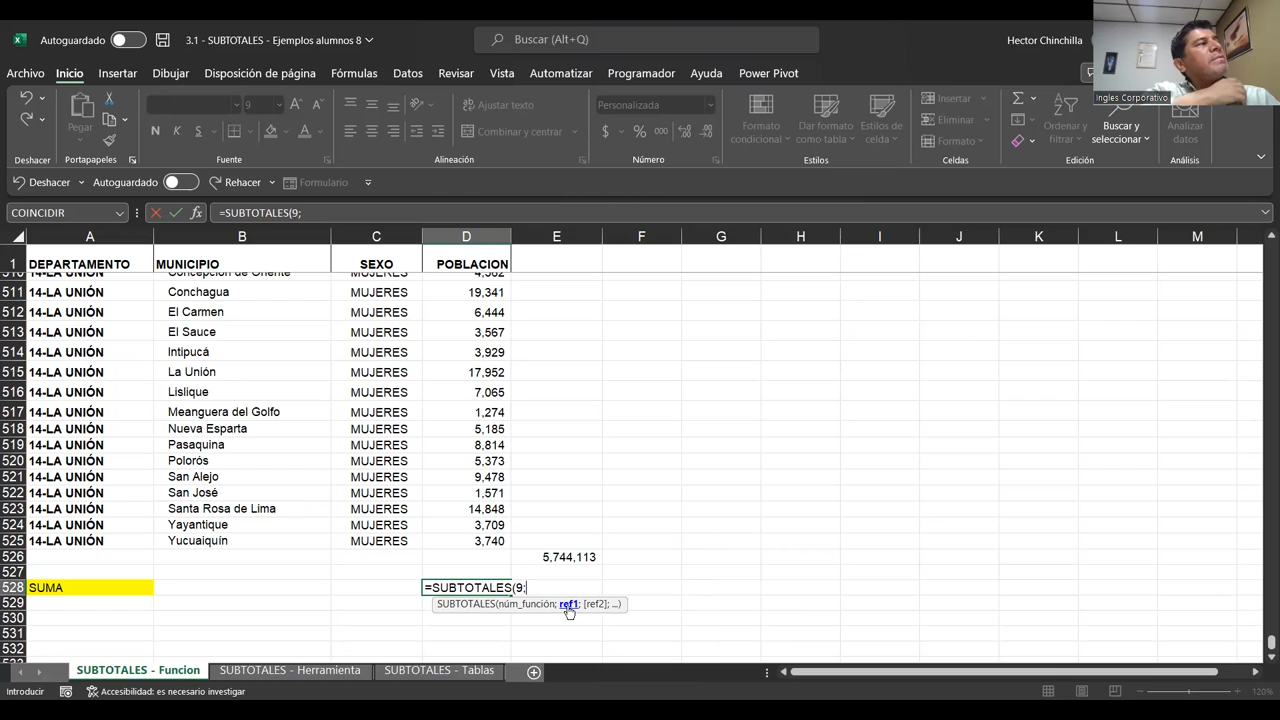 Autoguardado
3.1 - SUBTOTALES - Ejemplos alumnos 8
Buscar (Alt+Q)
Hector Chinchilla
Ingles Corporativo
Archivo Inicio Insertar Dibujar Disposición de página Fórmulas Datos Revisar Vista Automatizar Programador Ayuda Power Pivot
Pegar
9
N K S
Ajustar texto
Combinar y centrar
Personalizada
$ % 000
Formato condicional
Dar formato como tabla
Estilos de celda
Insertar
Eliminar
Formato
Ordenar y filtrar
Buscar y seleccionar
Analizar datos
Deshacer Portapapeles Fuente Alineación Número Estilos Celdas Edición Análisis
Deshacer Autoguardado Rehacer Formulario
COINCIDIR fx =SUBTOTALES(9;
A B C D E F G H I J K L M
1 DEPARTAMENTO MUNICIPIO SEXO POBLACION
510 14-LA UNIÓN Concepción de Oriente MUJERES 4,562
511 14-LA UNIÓN Conchagua MUJERES 19,341
512 14-LA UNIÓN El Carmen MUJERES 6,444
513 14-LA UNIÓN El Sauce MUJERES 3,567
514 14-LA UNIÓN Intipucá MUJERES 3,929
515 14-LA UNIÓN La Unión MUJERES 17,952
516 14-LA UNIÓN Lislique MUJERES 7,065
517 14-LA UNIÓN Meanguera del Golfo MUJERES 1,274
518 14-LA UNIÓN Nueva Esparta MUJERES 5,185
519 14-LA UNIÓN Pasaquina MUJERES 8,814
520 14-LA UNIÓN Polorós MUJERES 5,373
521 14-LA UNIÓN San Alejo MUJERES 9,478
522 14-LA UNIÓN San José MUJERES 1,571
523 14-LA UNIÓN Santa Rosa de Lima MUJERES 14,848
524 14-LA UNIÓN Yayantique MUJERES 3,709
525 14-LA UNIÓN Yucuaiquín MUJERES 3,740
526 5,744,113
527
528 SUMA =SUBTOTALES(9;
529 SUBTOTALES(núm_función; ref1; [ref2]; ...)
530
531
532
SUBTOTALES - Funcion SUBTOTALES - Herramienta SUBTOTALES - Tablas
Introducir Accesibilidad: es necesario investigar 120%